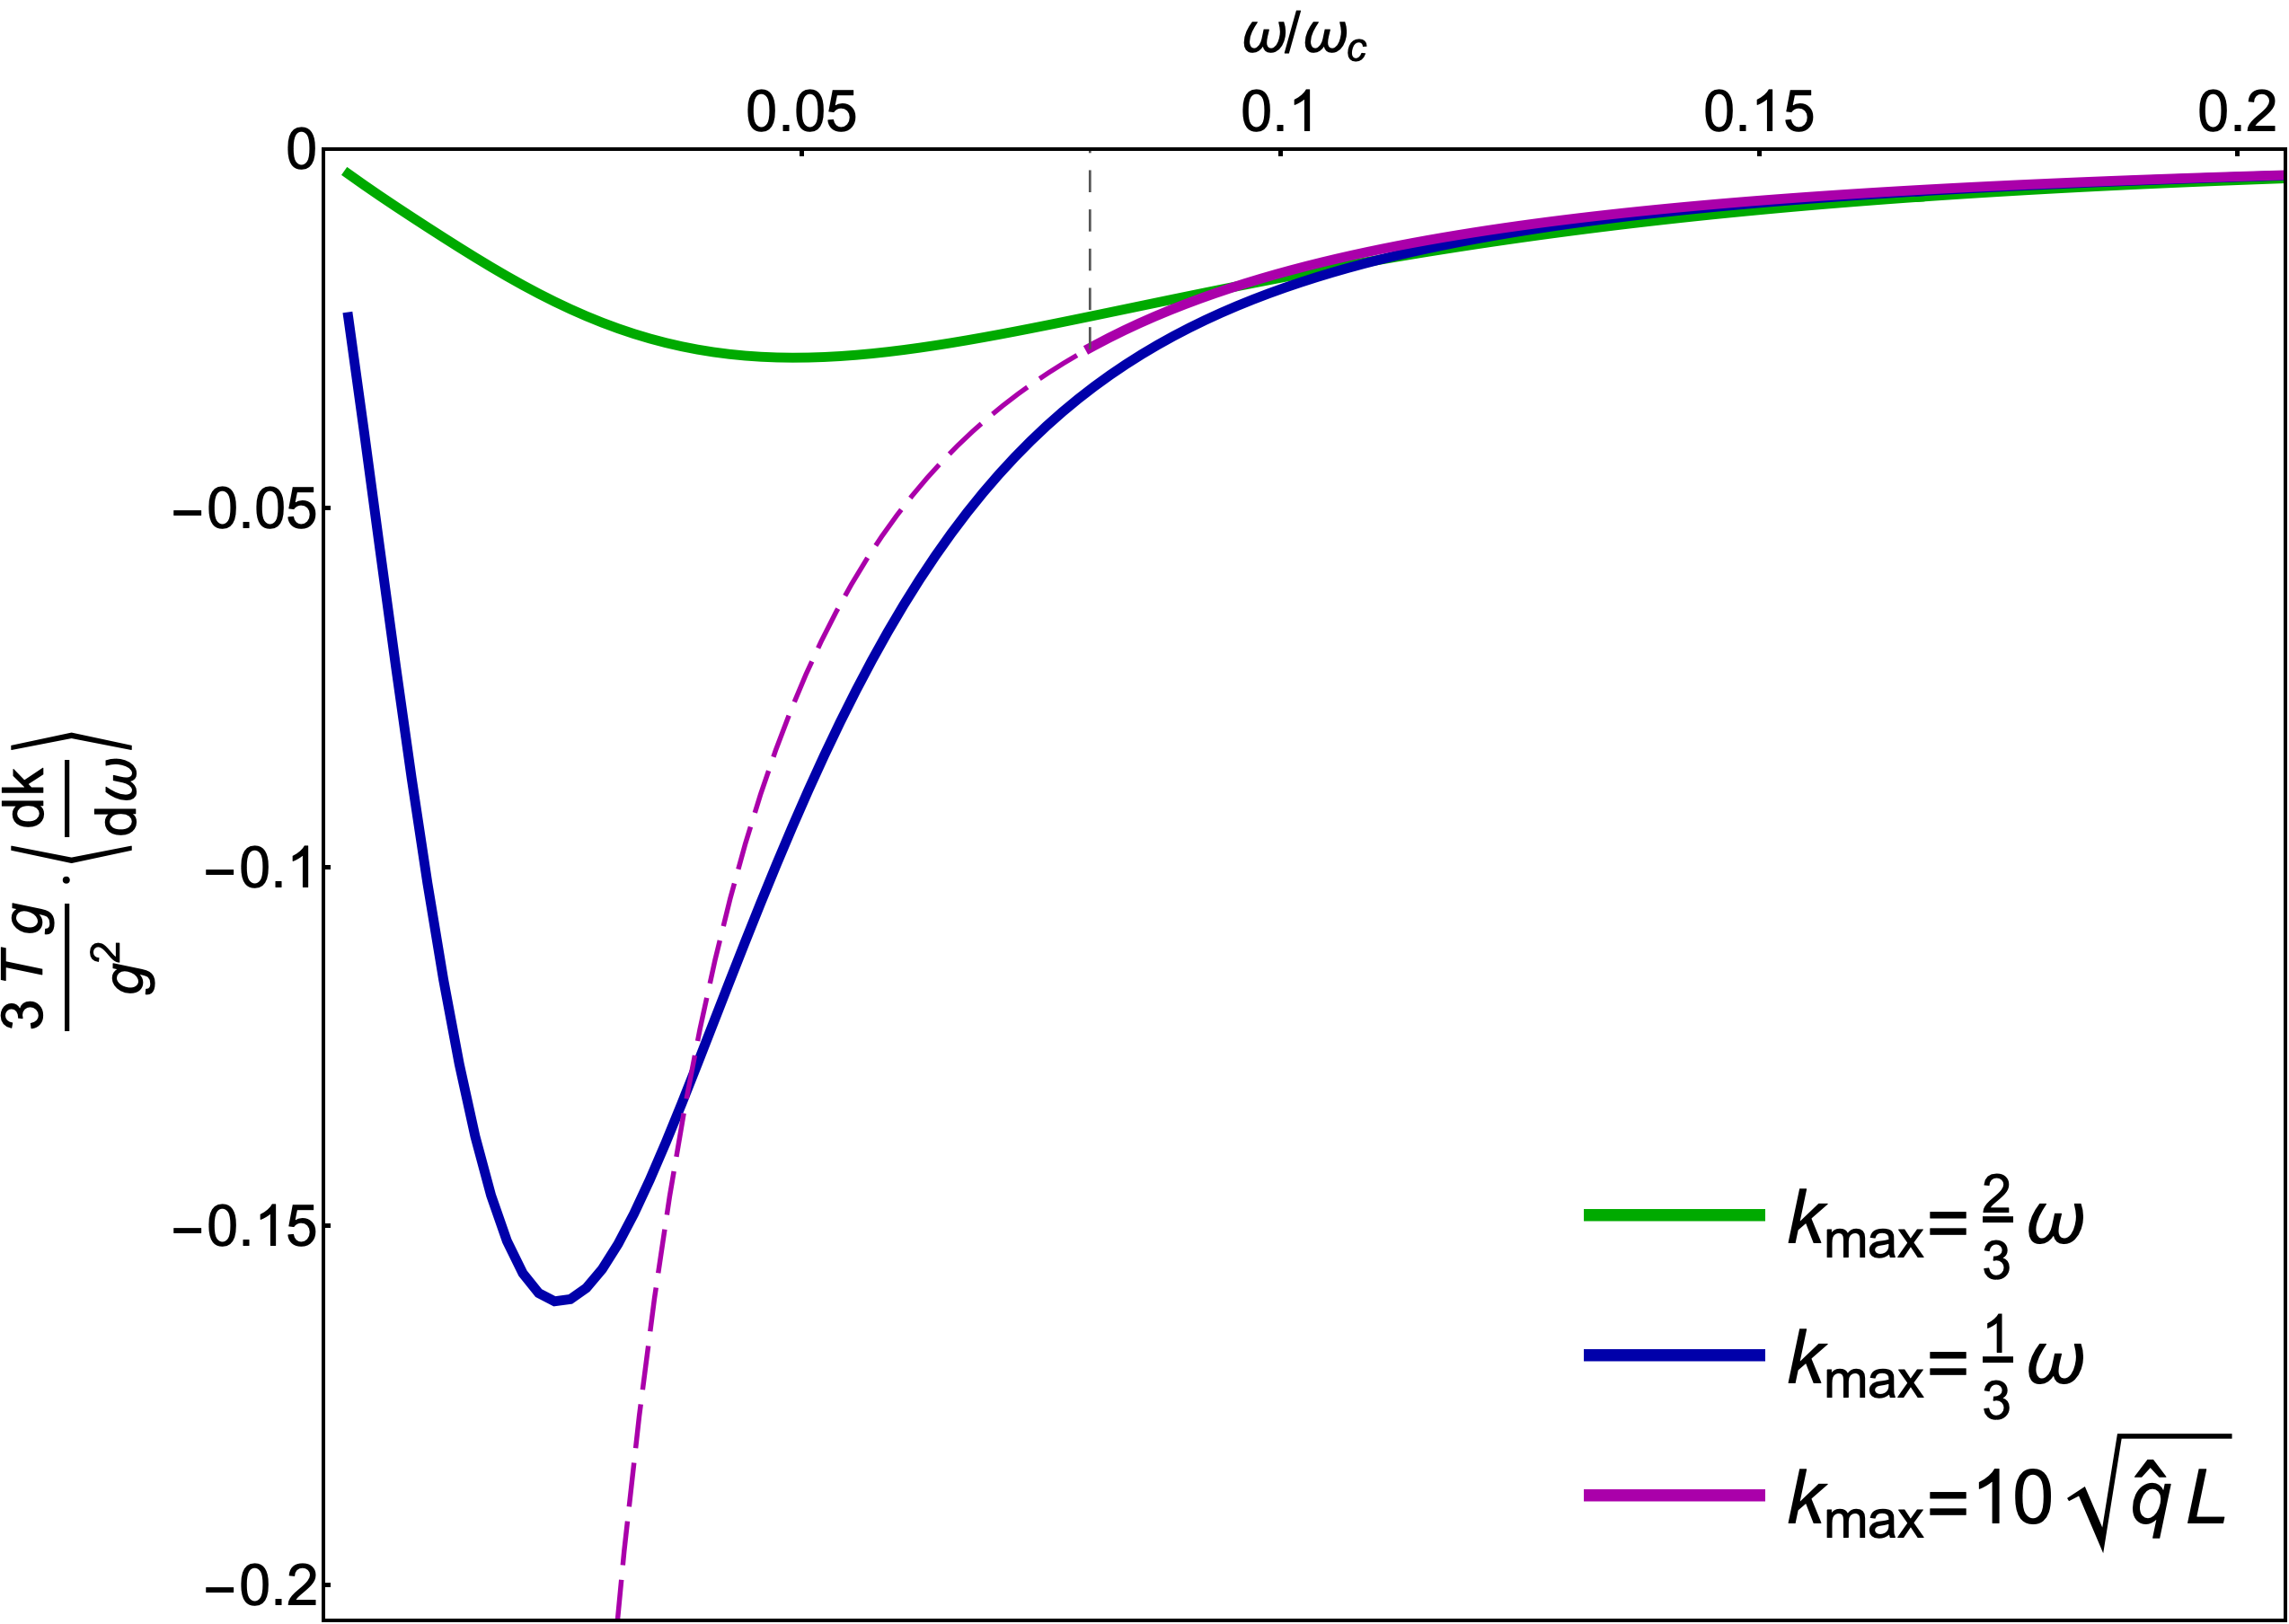 ω/ω_c
0.05 0.1 0.15 0.2
0
−0.05
−0.1
−0.15
−0.2
3 T g / g² · ⟨dk/dω⟩
k_max=2/3 ω
k_max=1/3 ω
k_max=10√(q̂ L)